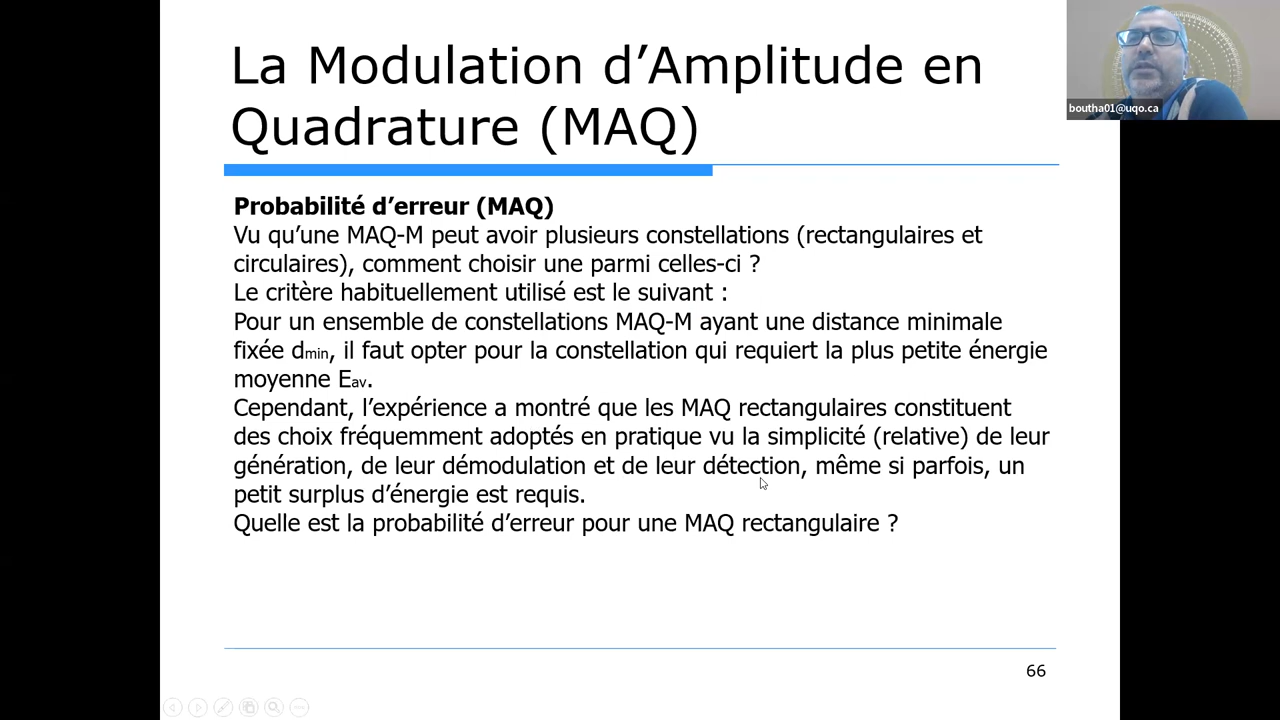 La Modulation d’Amplitude en
Quadrature (MAQ)
boutha01@uqo.ca
Probabilité d’erreur (MAQ)
Vu qu’une MAQ-M peut avoir plusieurs constellations (rectangulaires et
circulaires), comment choisir une parmi celles-ci ?
Le critère habituellement utilisé est le suivant :
Pour un ensemble de constellations MAQ-M ayant une distance minimale
fixée dmin, il faut opter pour la constellation qui requiert la plus petite énergie
moyenne Eav.
Cependant, l’expérience a montré que les MAQ rectangulaires constituent
des choix fréquemment adoptés en pratique vu la simplicité (relative) de leur
génération, de leur démodulation et de leur détection, même si parfois, un
petit surplus d’énergie est requis.
Quelle est la probabilité d’erreur pour une MAQ rectangulaire ?
66